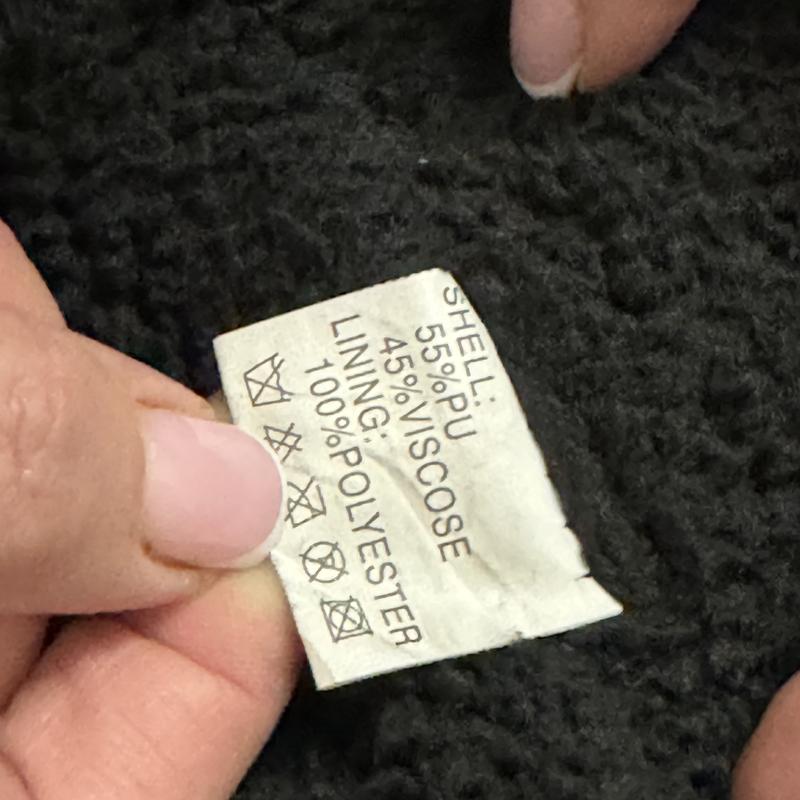 SHELL:
55%PU
45%VISCOSE
LINING:
100%POLYESTER